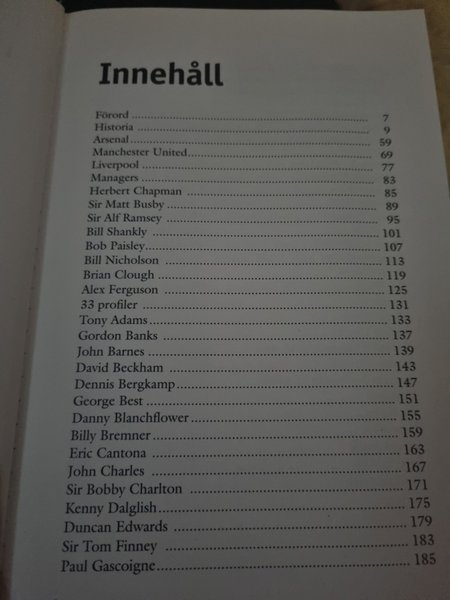 Innehåll
Förord ........................................ 7
Historia ........................................ 9
Arsenal ........................................ 59
Manchester United ........................................ 69
Liverpool ........................................ 77
Managers ........................................ 83
Herbert Chapman ........................................ 85
Sir Matt Busby ........................................ 89
Sir Alf Ramsey ........................................ 95
Bill Shankly ........................................ 101
Bob Paisley ........................................ 107
Bill Nicholson ........................................ 113
Brian Clough ........................................ 119
Alex Ferguson ........................................ 125
33 profiler ........................................ 131
Tony Adams ........................................ 133
Gordon Banks ........................................ 137
John Barnes ........................................ 139
David Beckham ........................................ 143
Dennis Bergkamp ........................................ 147
George Best ........................................ 151
Danny Blanchflower ........................................ 155
Billy Bremner ........................................ 159
Eric Cantona ........................................ 163
John Charles ........................................ 167
Sir Bobby Charlton ........................................ 171
Kenny Dalglish ........................................ 175
Duncan Edwards ........................................ 179
Sir Tom Finney ........................................ 183
Paul Gascoigne ........................................ 185